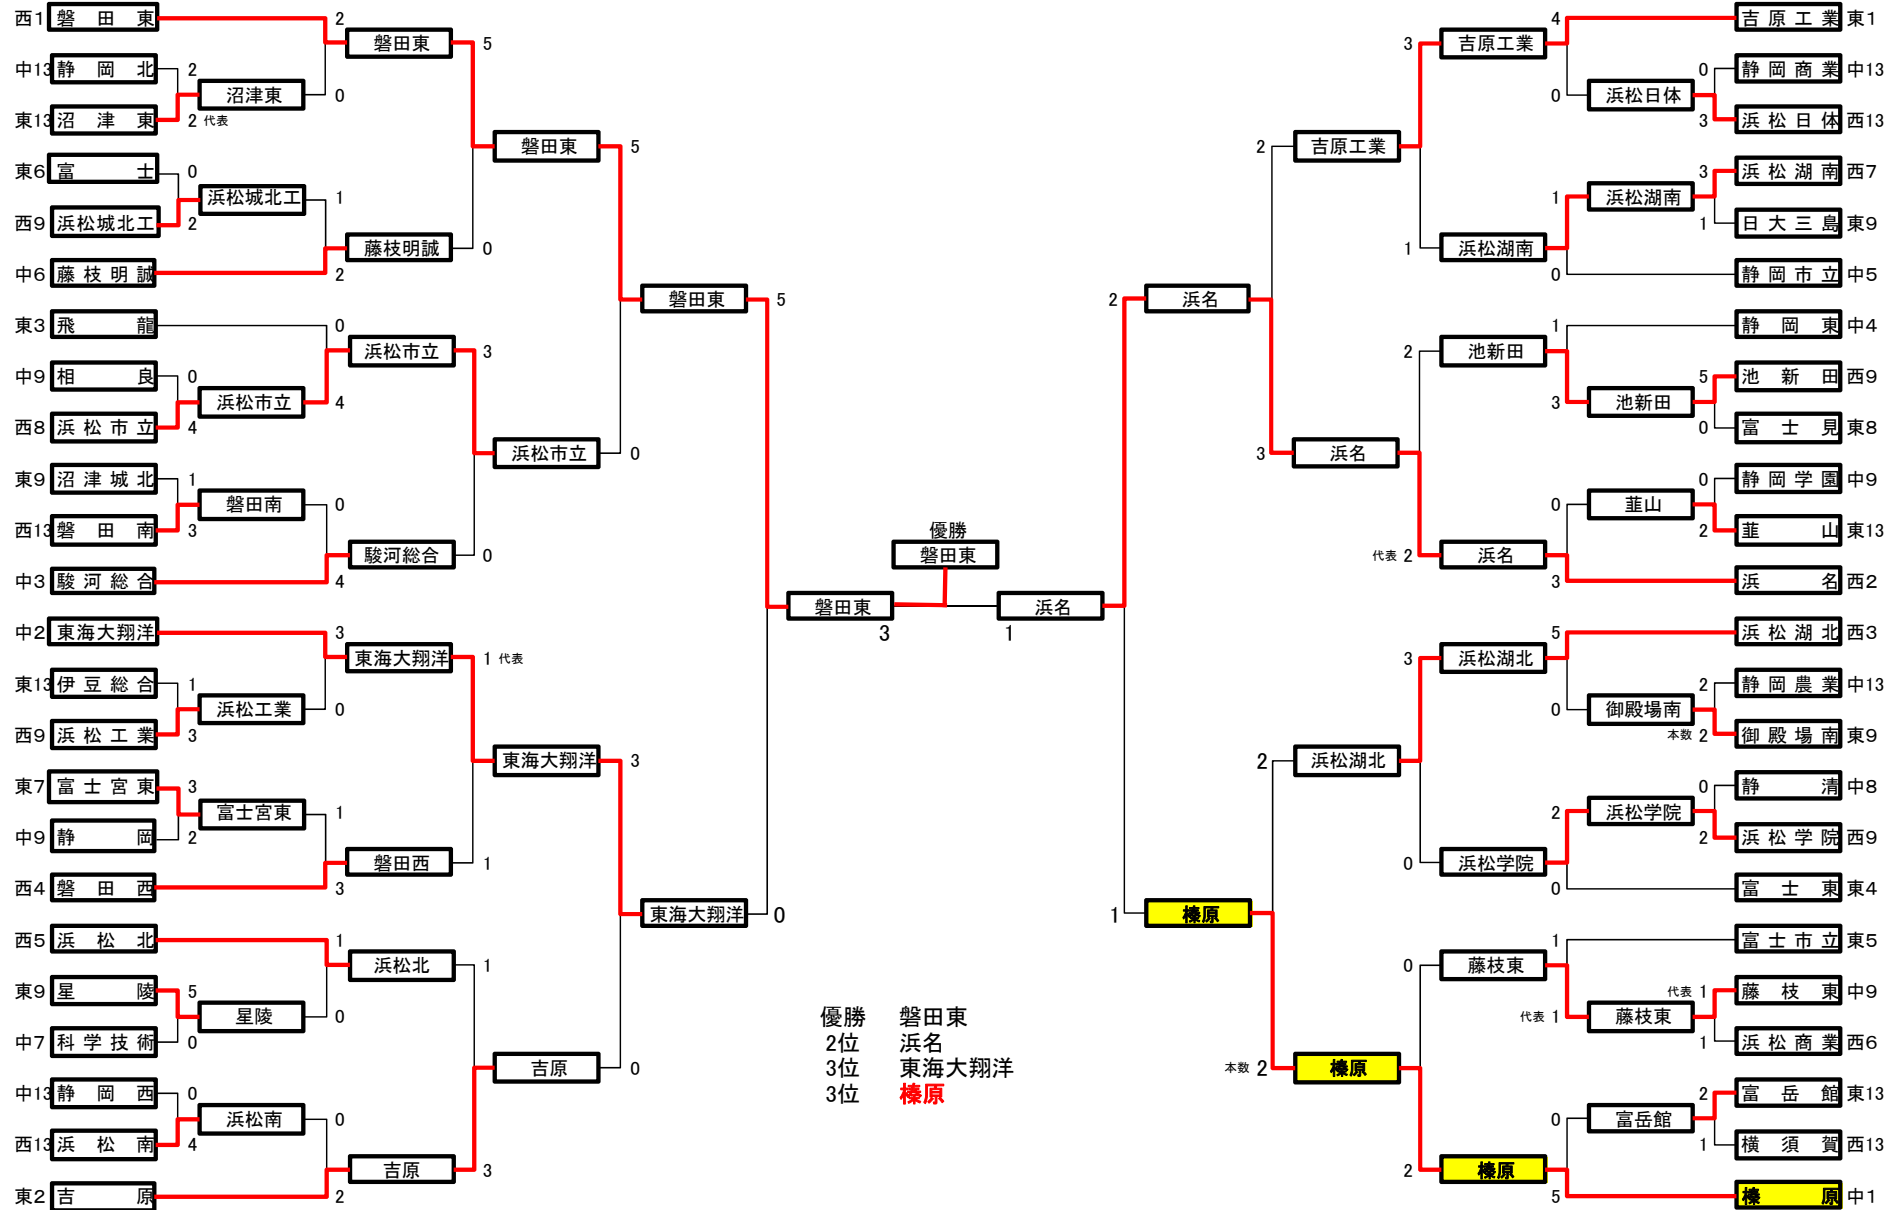 西1 磐田東 2
磐田東 5
中13 静岡北 2
沼津東 0
東13 沼津東 2 代表
磐田東 5
東6 富士 0
浜松城北工 1
西9 浜松城北工 2
藤枝明誠 0
中6 藤枝明誠 2
磐田東 5
東3 飛龍 0
浜松市立 3
中9 相良 0
浜松市立 4
西8 浜松市立 4
浜松市立 0
東9 沼津城北 1
磐田南 0
西13 磐田南 3
駿河総合 0
中3 駿河総合 4
磐田東 3
中2 東海大翔洋 3
東海大翔洋 1 代表
東13 伊豆総合 1
浜松工業 0
西9 浜松工業 3
東海大翔洋 3
東7 富士宮東 3
富士宮東 1
中9 静岡 2
磐田西 1
西4 磐田西 3
東海大翔洋 0
西5 浜松北 1
浜松北 1
東9 星陵 5
星陵 0
中7 科学技術 0
吉原 0
中13 静岡西 0
浜松南 0
西13 浜松南 4
吉原 3
東2 吉原 2
優勝
磐田東
浜名 1
4 吉原工業 東1
3 吉原工業
0 静岡商業 中13
0 浜松日体
3 浜松日体 西13
2 吉原工業
3 浜松湖南 西7
1 浜松湖南
1 日大三島 東9
1 浜松湖南
0 静岡市立 中5
2 浜名
1 静岡東 中4
2 池新田
5 池新田 西9
3 池新田
0 富士見 東8
3 浜名
0 静岡学園 中9
0 韮山
2 韮山 東13
代表 2 浜名
3 浜名 西2
5 浜松湖北 西3
3 浜松湖北
2 静岡農業 中13
0 御殿場南
本数 2 御殿場南 東9
2 浜松湖北
0 静清 中8
2 浜松学院
2 浜松学院 西9
0 浜松学院
0 富士東 東4
1 榛原
1 富士市立 東5
0 藤枝東
代表 1 藤枝東 中9
代表 1 藤枝東
1 浜松商業 西6
本数 2 榛原
2 富岳館 東13
0 富岳館
1 横須賀 西13
2 榛原
5 榛原 中1
優勝 磐田東
2位 浜名
3位 東海大翔洋
3位 榛原